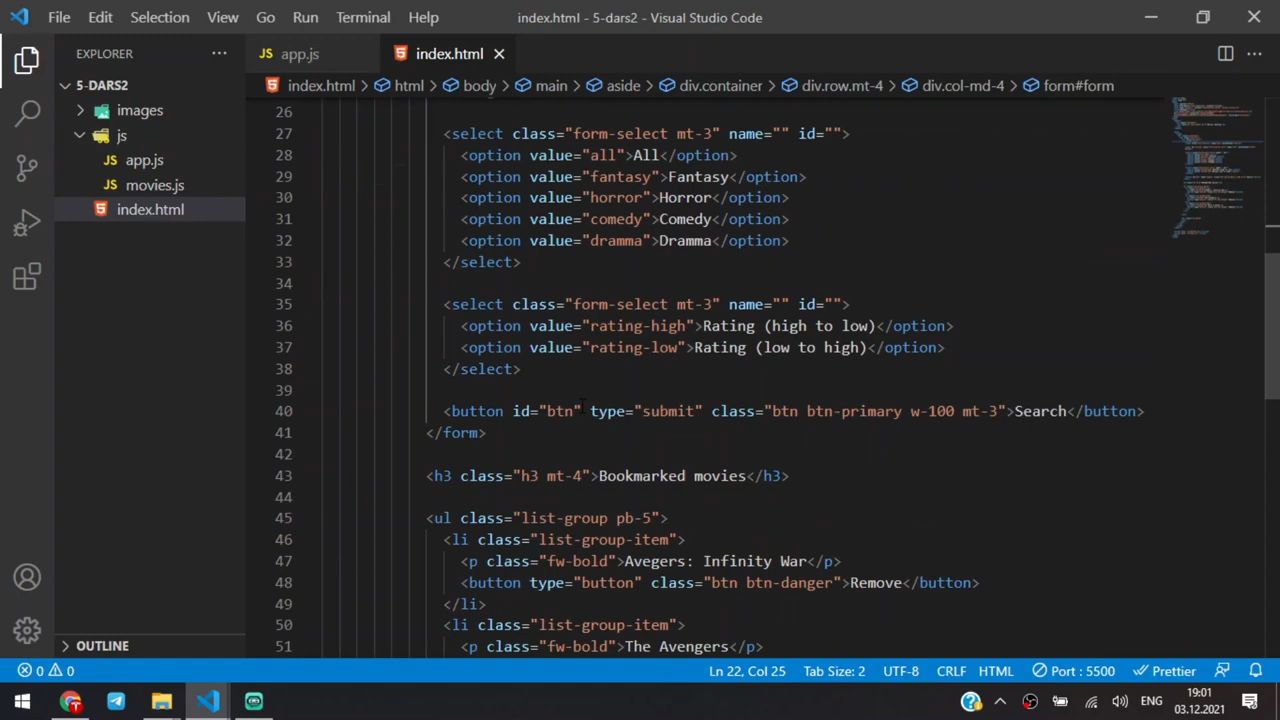 File Edit Selection View Go Run Terminal Help index.html - 5-dars2 - Visual Studio Code
EXPLORER
5-DARS2
images
js
app.js
movies.js
index.html
OUTLINE
app.js index.html
index.html html body main aside div.container div.row.mt-4 div.col-md-4 form#form
26
27 <select class="form-select mt-3" name="" id="">
28 <option value="all">All</option>
29 <option value="fantasy">Fantasy</option>
30 <option value="horror">Horror</option>
31 <option value="comedy">Comedy</option>
32 <option value="dramma">Dramma</option>
33 </select>
34
35 <select class="form-select mt-3" name="" id="">
36 <option value="rating-high">Rating (high to low)</option>
37 <option value="rating-low">Rating (low to high)</option>
38 </select>
39
40 <button id="btn" type="submit" class="btn btn-primary w-100 mt-3">Search</button>
41 </form>
42
43 <h3 class="h3 mt-4">Bookmarked movies</h3>
44
45 <ul class="list-group pb-5">
46 <li class="list-group-item">
47 <p class="fw-bold">Avegers: Infinity War</p>
48 <button type="button" class="btn btn-danger">Remove</button>
49 </li>
50 <li class="list-group-item">
51 <p class="fw-bold">The Avengers</p>
0 0 Ln 22, Col 25 Tab Size: 2 UTF-8 CRLF HTML Port : 5500 Prettier
ENG
19:01
03.12.2021